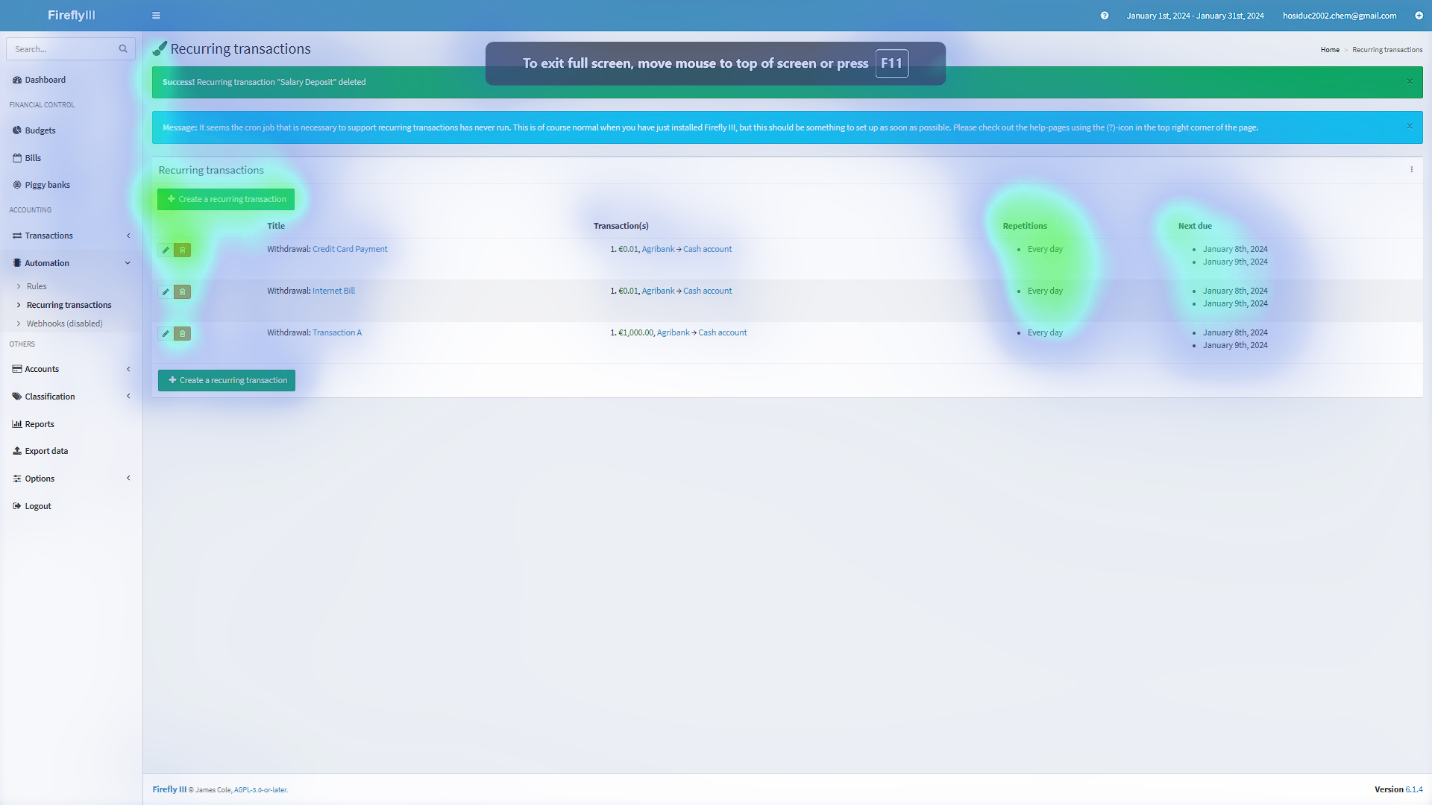 FireflyIII
January 1st, 2024 - January 31st, 2024
hosiduc2002.chem@gmail.com
Search...
Recurring transactions
Home > Recurring transactions
To exit full screen, move mouse to top of screen or press F11
Success! Recurring transaction "Salary Deposit" deleted
Message: It seems the cron job that is necessary to support recurring transactions has never run. This is of course normal when you have just installed Firefly III, but this should be something to set up as soon as possible. Please check out the help-pages using the (?)-icon in the top right corner of the page.
Dashboard
FINANCIAL CONTROL
Budgets
Bills
Piggy banks
ACCOUNTING
Transactions
Automation
Rules
Recurring transactions
Webhooks (disabled)
OTHERS
Accounts
Classification
Reports
Export data
Options
Logout
Recurring transactions
Create a recurring transaction
Title Transaction(s) Repetitions Next due
Withdrawal: Credit Card Payment 1. €0.01, Agribank → Cash account • Every day • January 8th, 2024
• January 9th, 2024
Withdrawal: Internet Bill 1. €0.01, Agribank → Cash account • Every day • January 8th, 2024
• January 9th, 2024
Withdrawal: Transaction A 1. €1,000.00, Agribank → Cash account • Every day • January 8th, 2024
• January 9th, 2024
Create a recurring transaction
Firefly III © James Cole, AGPL-3.0-or-later.
Version 6.1.4